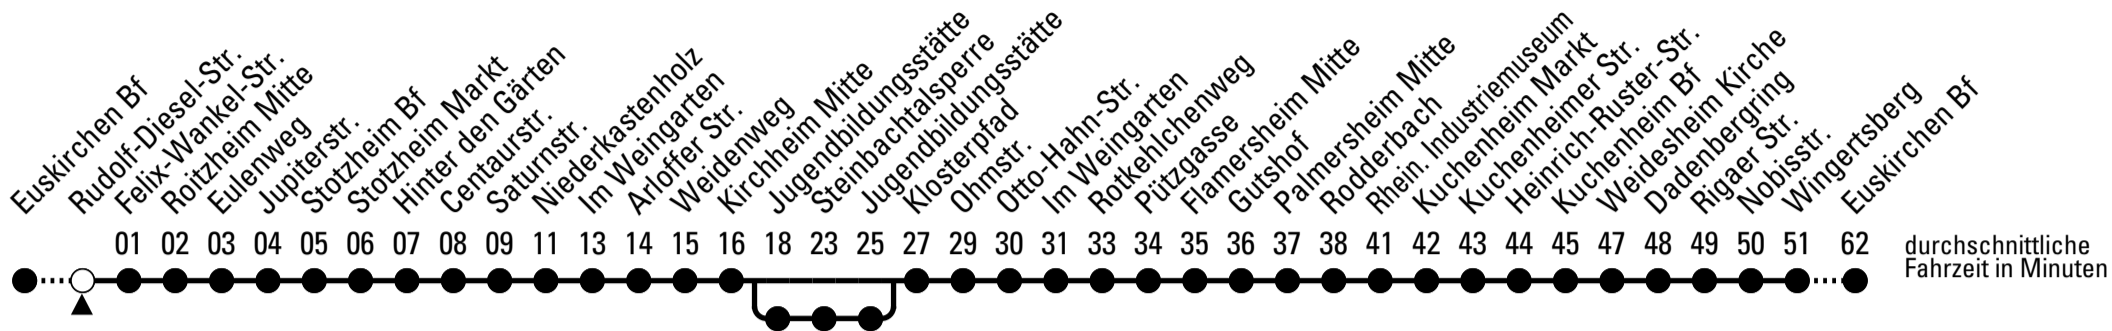 Euskirchen Bf
Rudolf-Diesel-Str.
Felix-Wankel-Str.
Roitzheim Mitte
Eulenweg
Jupiterstr.
Stotzheim Bf
Stotzheim Markt
Hinter den Gärten
Centaurstr.
Saturnstr.
Niederkastenholz
Im Weingarten
Arloffer Str.
Weidenweg
Kirchheim Mitte
Jugendbildungsstätte
Steinbachtalsperre
Jugendbildungsstätte
Klosterpfad
Ohmstr.
Otto-Hahn-Str.
Im Weingarten
Rotkehlchenweg
Pützgasse
Flamersheim Mitte
Gutshof
Palmersheim Mitte
Rodderbach
Rhein. Industriemuseum
Kuchenheim Markt
Kuchenheimer Str.
Heinrich-Ruster-Str.
Kuchenheim Bf
Weidesheim Kirche
Dadenbergring
Rigaer Str.
Nobisstr.
Wingertsberg
Euskirchen Bf
01 02 03 04 05 06 07 08 09 11 13 14 15 16 18 23 25 27 29 30 31 33 34 35 36 37 38 41 42 43 44 45 47 48 49 50 51 62
durchschnittliche
Fahrzeit in Minuten